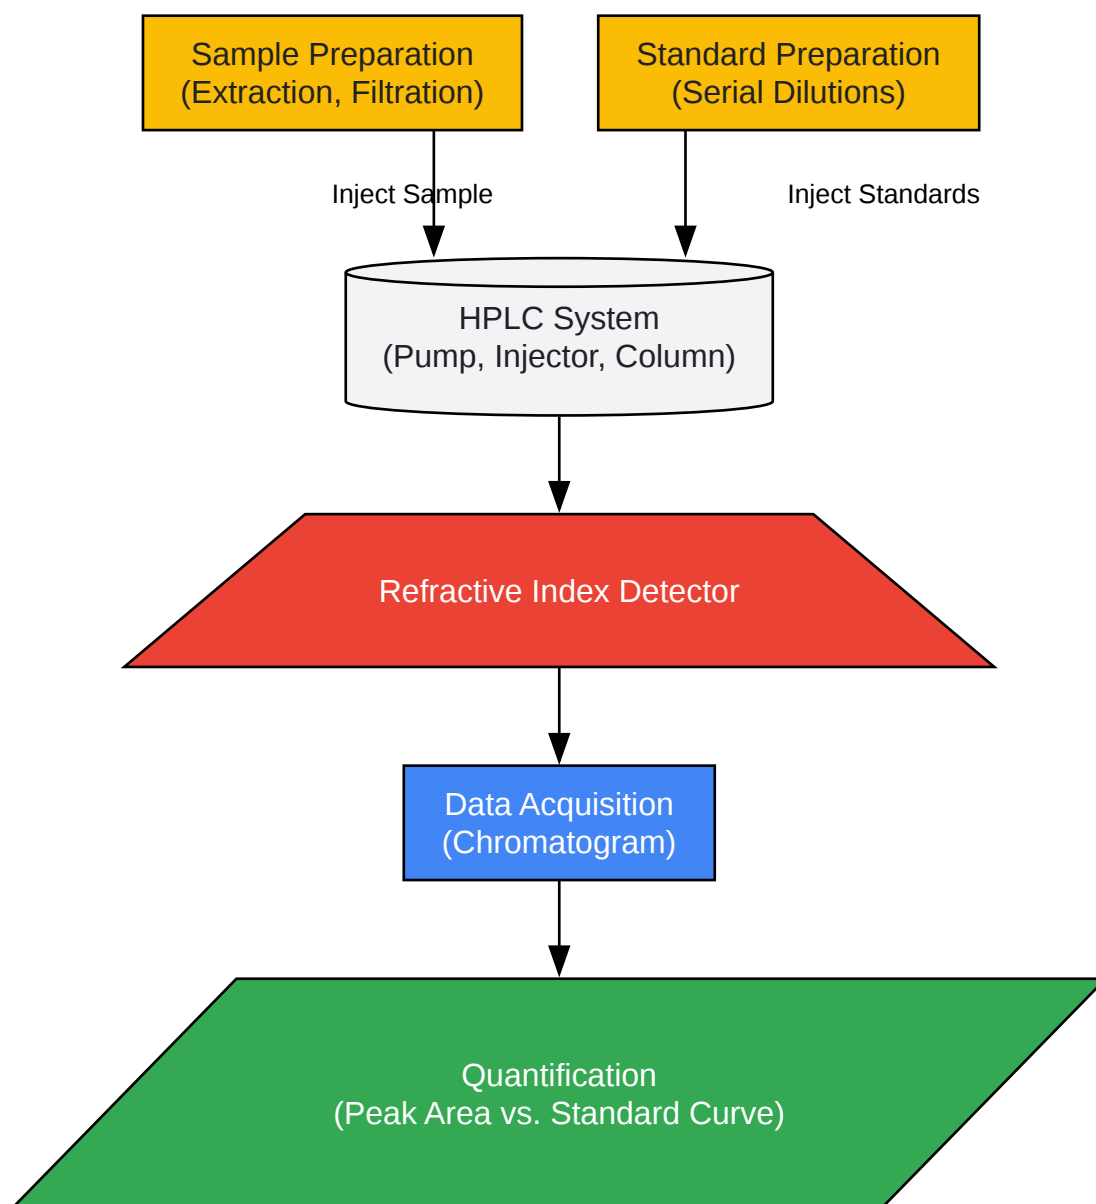 Sample Preparation
(Extraction, Filtration)
Standard Preparation
(Serial Dilutions)
Inject Sample
Inject Standards
HPLC System
(Pump, Injector, Column)
Refractive Index Detector
Data Acquisition
(Chromatogram)
Quantification
(Peak Area vs. Standard Curve)